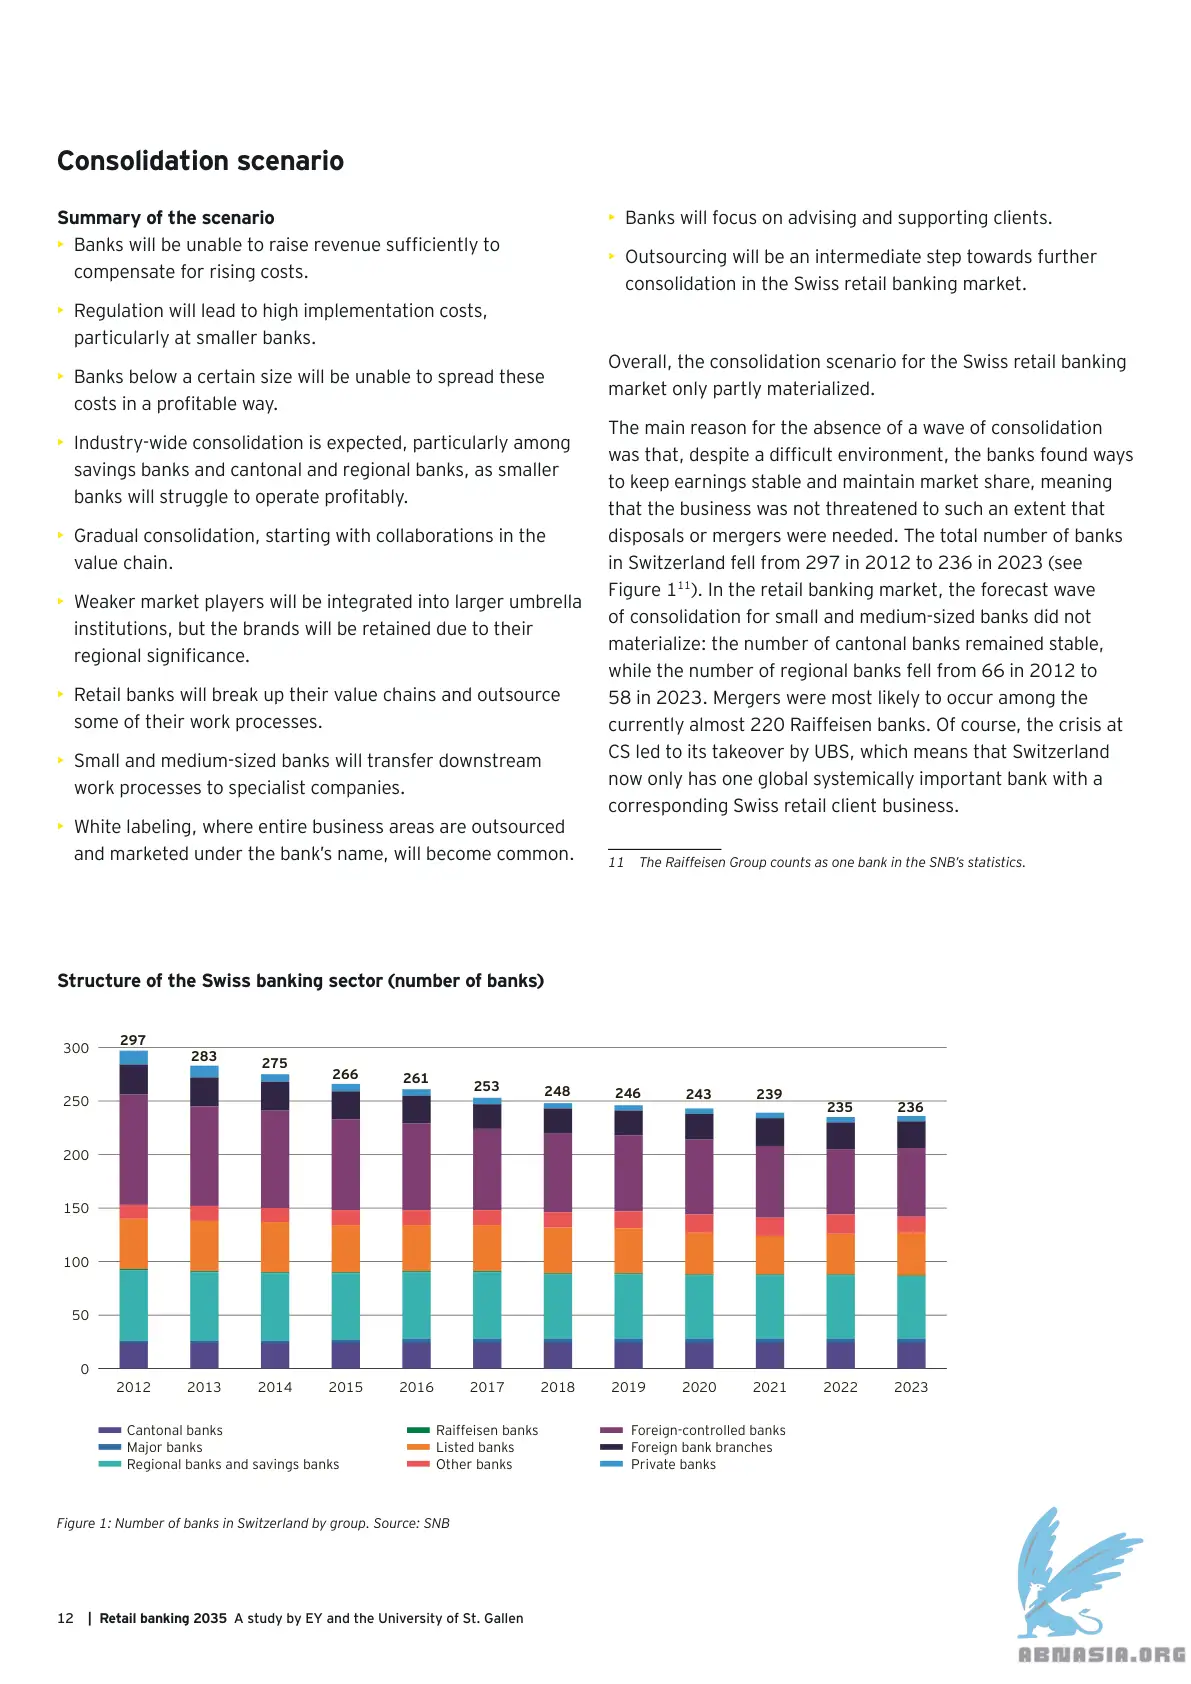 Consolidation scenario
Summary of the scenario
‣ Banks will be unable to raise revenue sufficiently to
compensate for rising costs.
‣ Regulation will lead to high implementation costs,
particularly at smaller banks.
‣ Banks below a certain size will be unable to spread these
costs in a profitable way.
‣ Industry-wide consolidation is expected, particularly among
savings banks and cantonal and regional banks, as smaller
banks will struggle to operate profitably.
‣ Gradual consolidation, starting with collaborations in the
value chain.
‣ Weaker market players will be integrated into larger umbrella
institutions, but the brands will be retained due to their
regional significance.
‣ Retail banks will break up their value chains and outsource
some of their work processes.
‣ Small and medium-sized banks will transfer downstream
work processes to specialist companies.
‣ White labeling, where entire business areas are outsourced
and marketed under the bank's name, will become common.
‣ Banks will focus on advising and supporting clients.
‣ Outsourcing will be an intermediate step towards further
consolidation in the Swiss retail banking market.
Overall, the consolidation scenario for the Swiss retail banking
market only partly materialized.
The main reason for the absence of a wave of consolidation
was that, despite a difficult environment, the banks found ways
to keep earnings stable and maintain market share, meaning
that the business was not threatened to such an extent that
disposals or mergers were needed. The total number of banks
in Switzerland fell from 297 in 2012 to 236 in 2023 (see
Figure 1¹¹). In the retail banking market, the forecast wave
of consolidation for small and medium-sized banks did not
materialize: the number of cantonal banks remained stable,
while the number of regional banks fell from 66 in 2012 to
58 in 2023. Mergers were most likely to occur among the
currently almost 220 Raiffeisen banks. Of course, the crisis at
CS led to its takeover by UBS, which means that Switzerland
now only has one global systemically important bank with a
corresponding Swiss retail client business.
11 The Raiffeisen Group counts as one bank in the SNB's statistics.
Structure of the Swiss banking sector (number of banks)
300
250
200
150
100
50
0
297
283
275
266
261
253
248
246
243
239
235
236
2012 2013 2014 2015 2016 2017 2018 2019 2020 2021 2022 2023
Cantonal banks
Major banks
Regional banks and savings banks
Raiffeisen banks
Listed banks
Other banks
Foreign-controlled banks
Foreign bank branches
Private banks
Figure 1: Number of banks in Switzerland by group. Source: SNB
12 | Retail banking 2035 A study by EY and the University of St. Gallen
ABNASIA.ORG